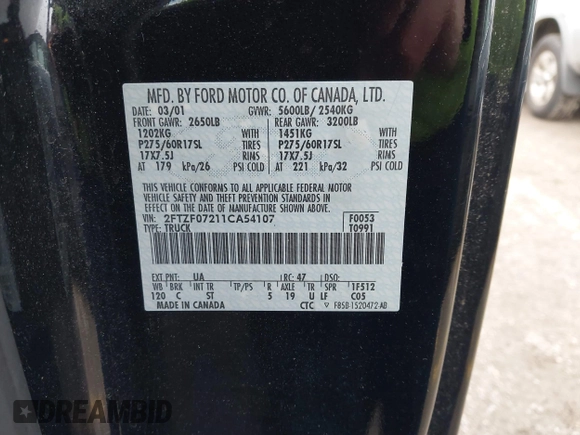 MFD. BY FORD MOTOR CO. OF CANADA, LTD.
DATE: 03/01 GVWR: 5600LB/ 2540KG
FRONT GAWR: 2650LB REAR GAWR: 3200LB
1202KG WITH 1451KG WITH
P275/60R17SL TIRES P275/60R17SL TIRES
17X7.5J RIMS 17X7.5J RIMS
AT 179 kPa/26 PSI COLD AT 221 kPa/32 PSI COLD
THIS VEHICLE CONFORMS TO ALL APPLICABLE FEDERAL MOTOR
VEHICLE SAFETY AND THEFT PREVENTION STANDARDS IN
EFFECT ON THE DATE OF MANUFACTURE SHOWN ABOVE.
VIN: 2FTZF07211CA54107 F0053
TYPE: TRUCK T0991
EXT PNT: UA RC: 47 DSO:
WB BRK INT TR TP/PS R AXLE TR SPR 1F512
120 C ST 5 19 U LF C05
MADE IN CANADA CTC F85B-1520472-AB
DREAMBID